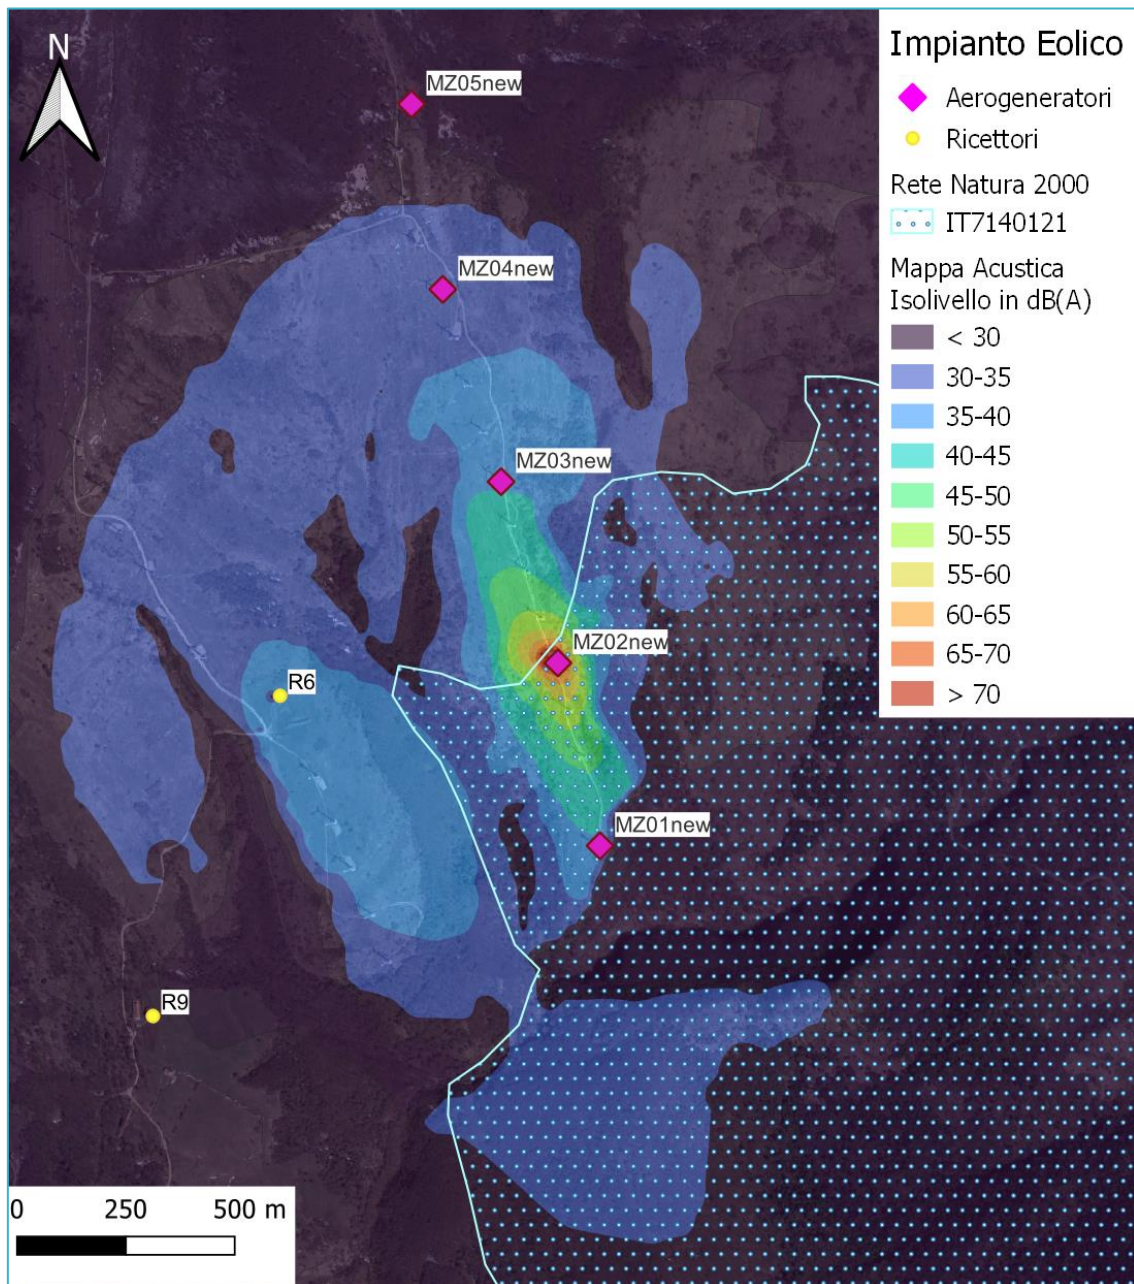 N
MZ05new
MZ04new
MZ03new
MZ02new
R6
MZ01new
R9
0 250 500 m
Impianto Eolico
Aerogeneratori
Ricettori
Rete Natura 2000
IT7140121
Mappa Acustica
Isolivello in dB(A)
< 30
30-35
35-40
40-45
45-50
50-55
55-60
60-65
65-70
> 70